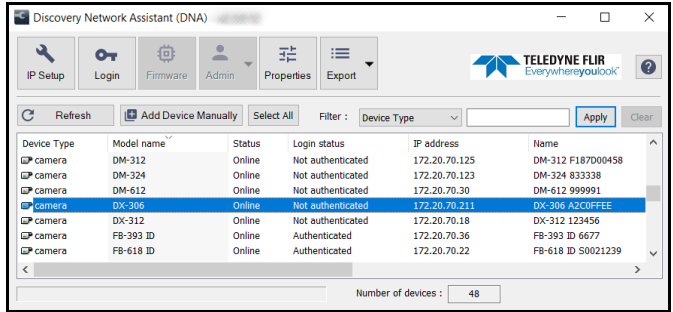 Discovery Network Assistant (DNA)
IP Setup Login Firmware Admin Properties Export
TELEDYNE FLIR
Everywhereyoulook™
Refresh Add Device Manually Select All Filter : Device Type Apply Clear
Device Type Model name Status Login status IP address Name
camera DM-312 Online Not authenticated 172.20.70.125 DM-312 F187D00458
camera DM-324 Online Not authenticated 172.20.70.123 DM-324 833338
camera DM-612 Online Not authenticated 172.20.70.30 DM-612 999991
camera DX-306 Online Not authenticated 172.20.70.211 DX-306 A2C0FFEE
camera DX-312 Online Not authenticated 172.20.70.18 DX-312 123456
camera FB-393 ID Online Authenticated 172.20.70.36 FB-393 ID 6677
camera FB-618 ID Online Authenticated 172.20.70.22 FB-618 ID S0021239
Number of devices : 48